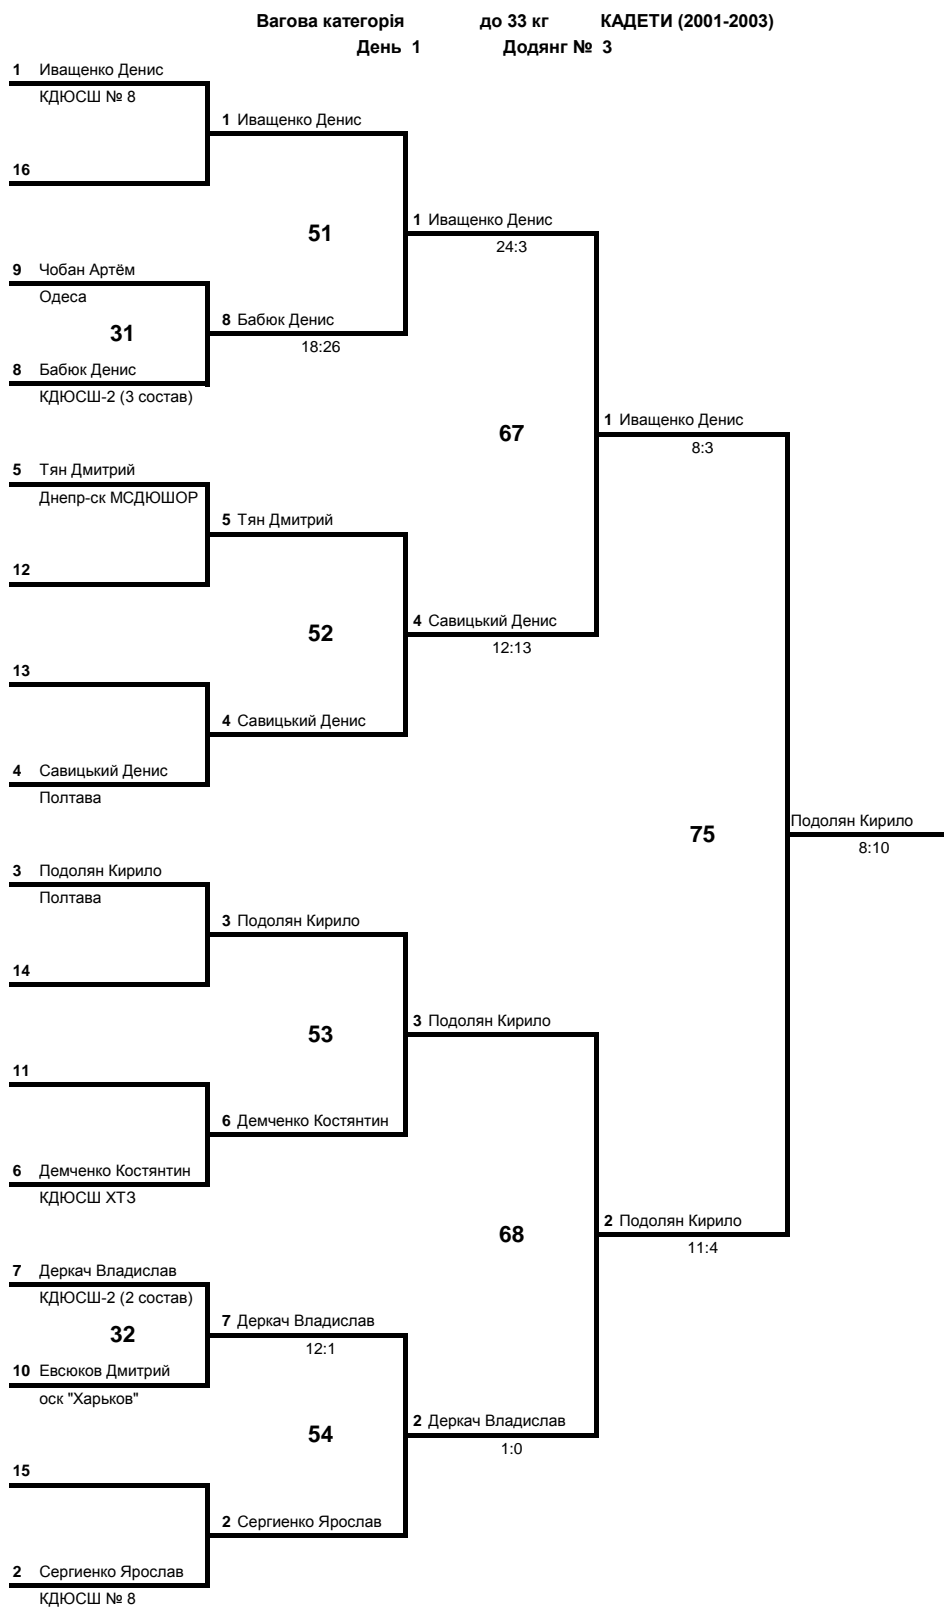 Вагова категорія до 33 кг КАДЕТИ (2001-2003)
День 1 Додянг № 3
1 Иващенко Денис
КДЮСШ № 8
1 Иващенко Денис
16
1 Иващенко Денис
51
24:3
9 Чобан Артём
Одеса
31
8 Бабюк Денис
18:26
8 Бабюк Денис
КДЮСШ-2 (3 состав)
67
1 Иващенко Денис
8:3
5 Тян Дмитрий
Днепр-ск МСДЮШОР
5 Тян Дмитрий
12
52
4 Савицький Денис
12:13
13
4 Савицький Денис
4 Савицький Денис
Полтава
75
Подолян Кирило
8:10
3 Подолян Кирило
Полтава
3 Подолян Кирило
14
53
3 Подолян Кирило
11
6 Демченко Костянтин
6 Демченко Костянтин
КДЮСШ ХТЗ
68
2 Подолян Кирило
11:4
7 Деркач Владислав
КДЮСШ-2 (2 состав)
32
7 Деркач Владислав
12:1
10 Евсюков Дмитрий
оск "Харьков"
54
2 Деркач Владислав
1:0
15
2 Сергиенко Ярослав
2 Сергиенко Ярослав
КДЮСШ № 8